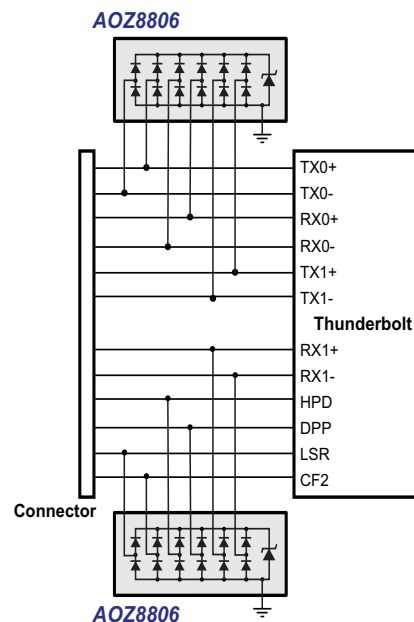 AOZ8806
TX0+
TX0-
RX0+
RX0-
TX1+
TX1-
Thunderbolt
RX1+
RX1-
HPD
DPP
LSR
CF2
Connector
AOZ8806